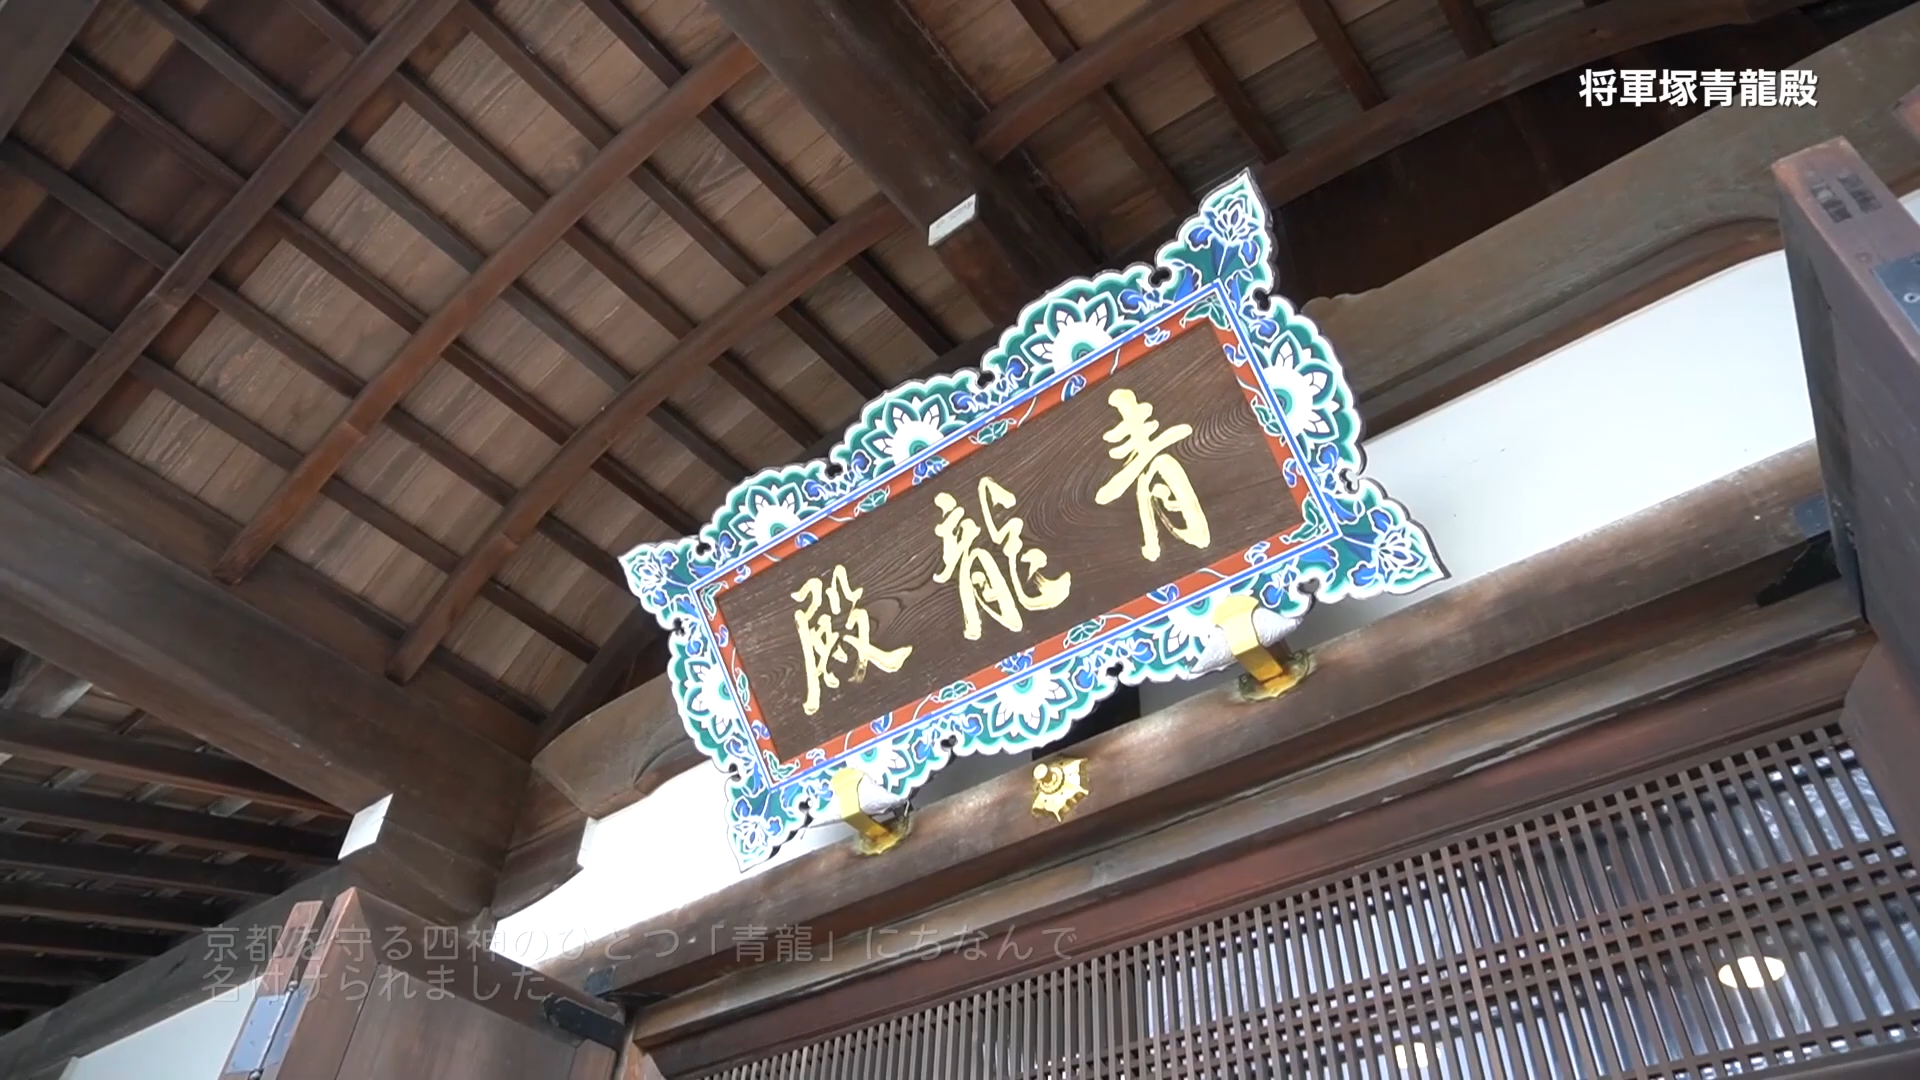 将軍塚青龍殿
青龍殿
京都を守る四神のひとつ「青龍」にちなんで
名付けられました